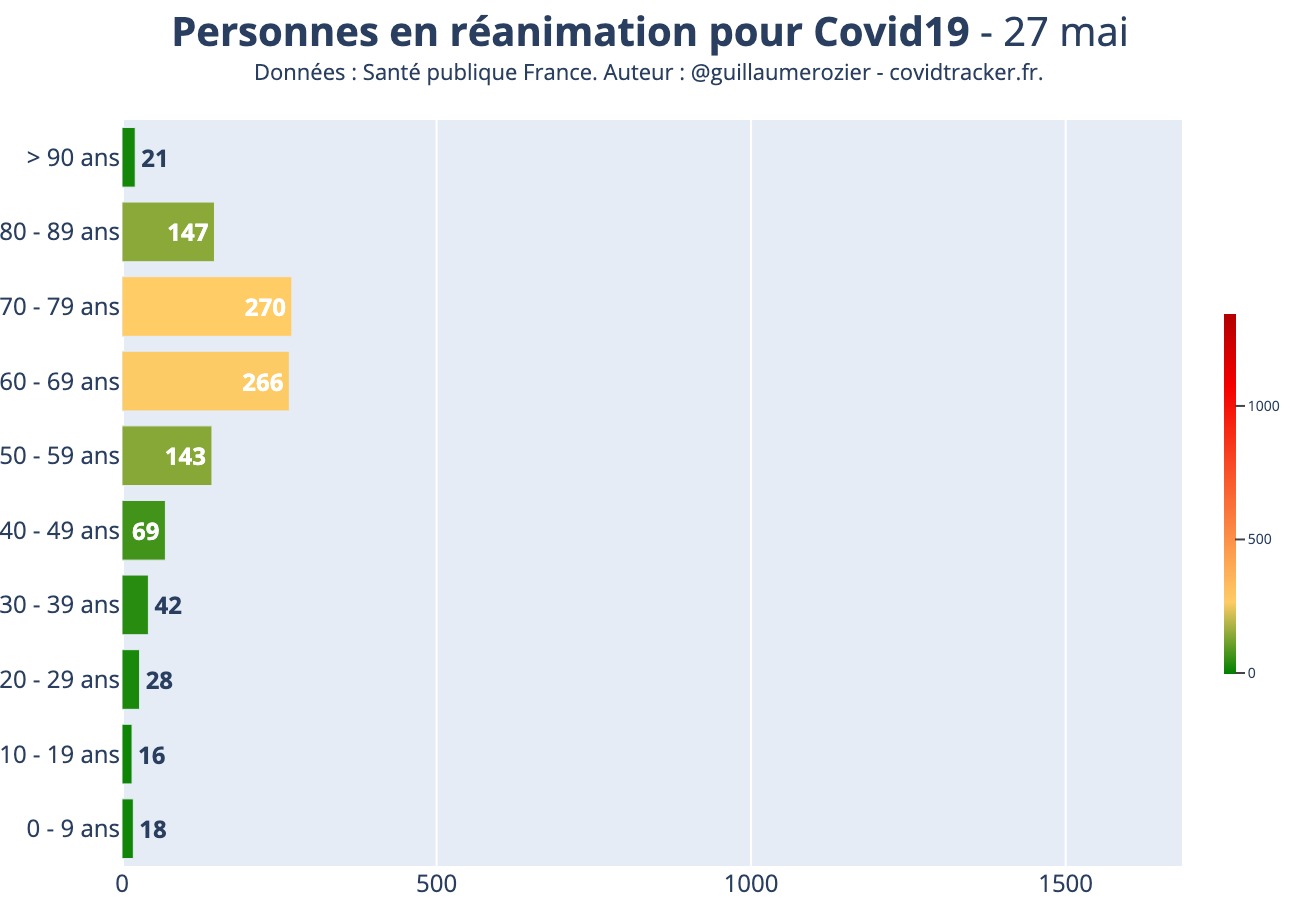 Personnes en réanimation pour Covid19 - 27 mai
Données : Santé publique France. Auteur : @guillaumerozier - covidtracker.fr.
> 90 ans 21
80 - 89 ans 147
70 - 79 ans 270
60 - 69 ans 266
50 - 59 ans 143
40 - 49 ans 69
30 - 39 ans 42
20 - 29 ans 28
10 - 19 ans 16
0 - 9 ans 18
0 500 1000 1500
1000
500
0